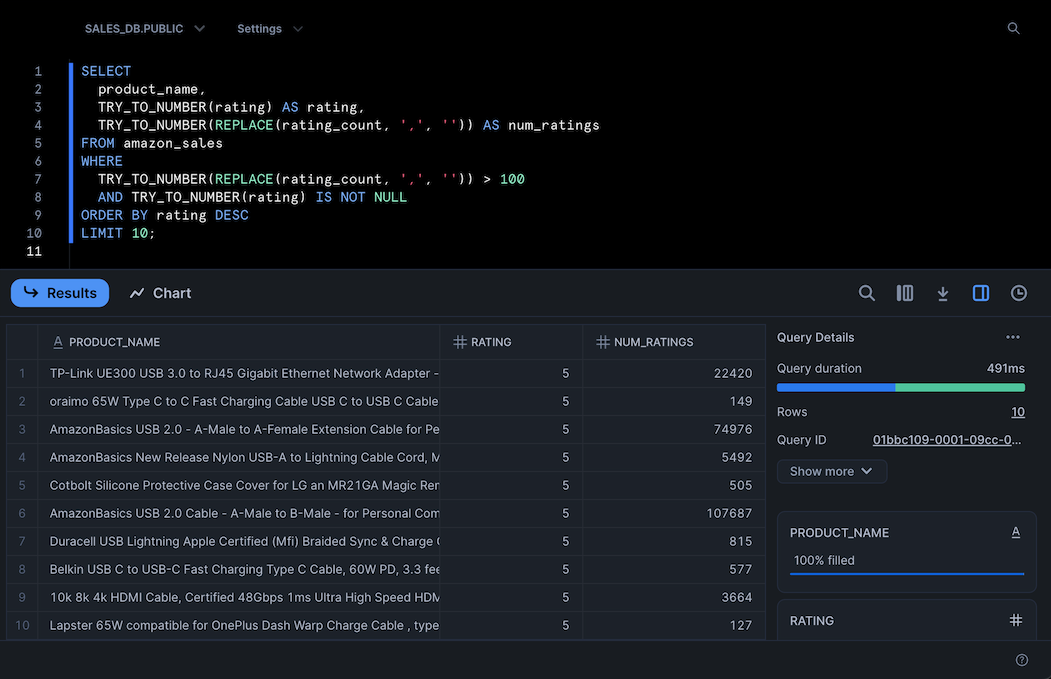 SALES_DB.PUBLIC Settings
1 SELECT
2 product_name,
3 TRY_TO_NUMBER(rating) AS rating,
4 TRY_TO_NUMBER(REPLACE(rating_count, ',', '')) AS num_ratings
5 FROM amazon_sales
6 WHERE
7 TRY_TO_NUMBER(REPLACE(rating_count, ',', '')) > 100
8 AND TRY_TO_NUMBER(rating) IS NOT NULL
9 ORDER BY rating DESC
10 LIMIT 10;
11
Results Chart
A PRODUCT_NAME # RATING # NUM_RATINGS
1 TP-Link UE300 USB 3.0 to RJ45 Gigabit Ethernet Network Adapter - 5 22420
2 oraimo 65W Type C to C Fast Charging Cable USB C to USB C Cable 5 149
3 AmazonBasics USB 2.0 - A-Male to A-Female Extension Cable for Pe 5 74976
4 AmazonBasics New Release Nylon USB-A to Lightning Cable Cord, M 5 5492
5 Cotbolt Silicone Protective Case Cover for LG an MR21GA Magic Rem 5 505
6 AmazonBasics USB 2.0 Cable - A-Male to B-Male - for Personal Com 5 107687
7 Duracell USB Lightning Apple Certified (Mfi) Braided Sync & Charge 5 815
8 Belkin USB C to USB-C Fast Charging Type C Cable, 60W PD, 3.3 fee 5 577
9 10k 8k 4k HDMI Cable, Certified 48Gbps 1ms Ultra High Speed HDM 5 3664
10 Lapster 65W compatible for OnePlus Dash Warp Charge Cable , type 5 127
Query Details ...
Query duration 491ms
Rows 10
Query ID 01bbc109-0001-09cc-0...
Show more
PRODUCT_NAME A
100% filled
RATING #